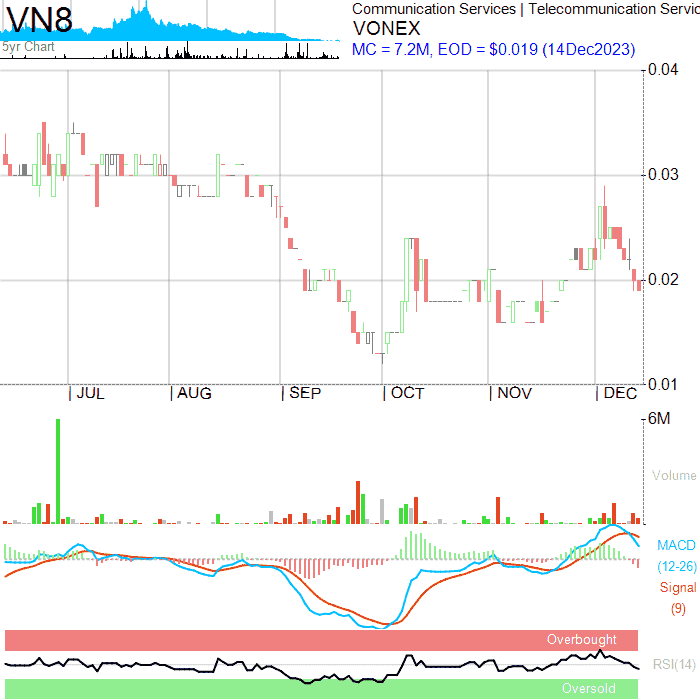 VN8
5yr Chart
Communication Services | Telecommunication Servic
VONEX
MC = 7.2M, EOD = $0.019 (14Dec2023)
0.04
0.03
0.02
0.01
JUL AUG SEP OCT NOV DEC
6M
Volume
MACD
(12-26)
Signal
(9)
Overbought
RSI(14)
Oversold